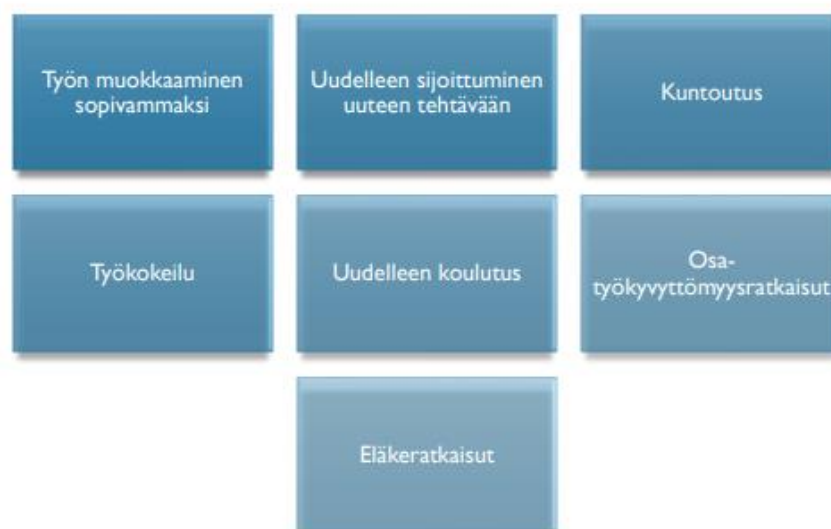 Työn muokkaaminen
sopivammaksi
Uudelleen sijoittuminen
uuteen tehtävään
Kuntoutus
Työkokeilu
Uudelleen koulutus
Osa-
työkyvyttömyysratkaisut
Eläkeratkaisut